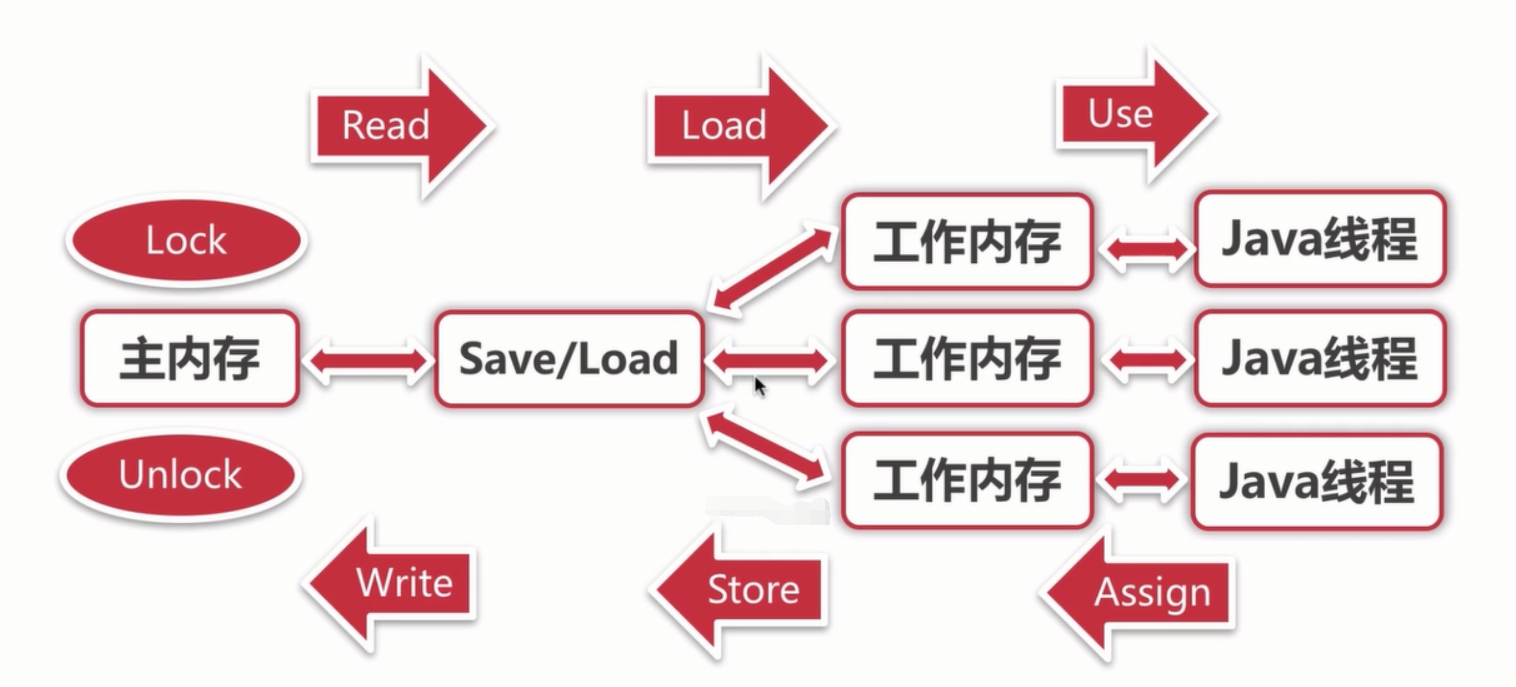 Read
Load
Use
Lock
工作内存
Java线程
主内存
Save/Load
工作内存
Java线程
Unlock
工作内存
Java线程
Write
Store
Assign